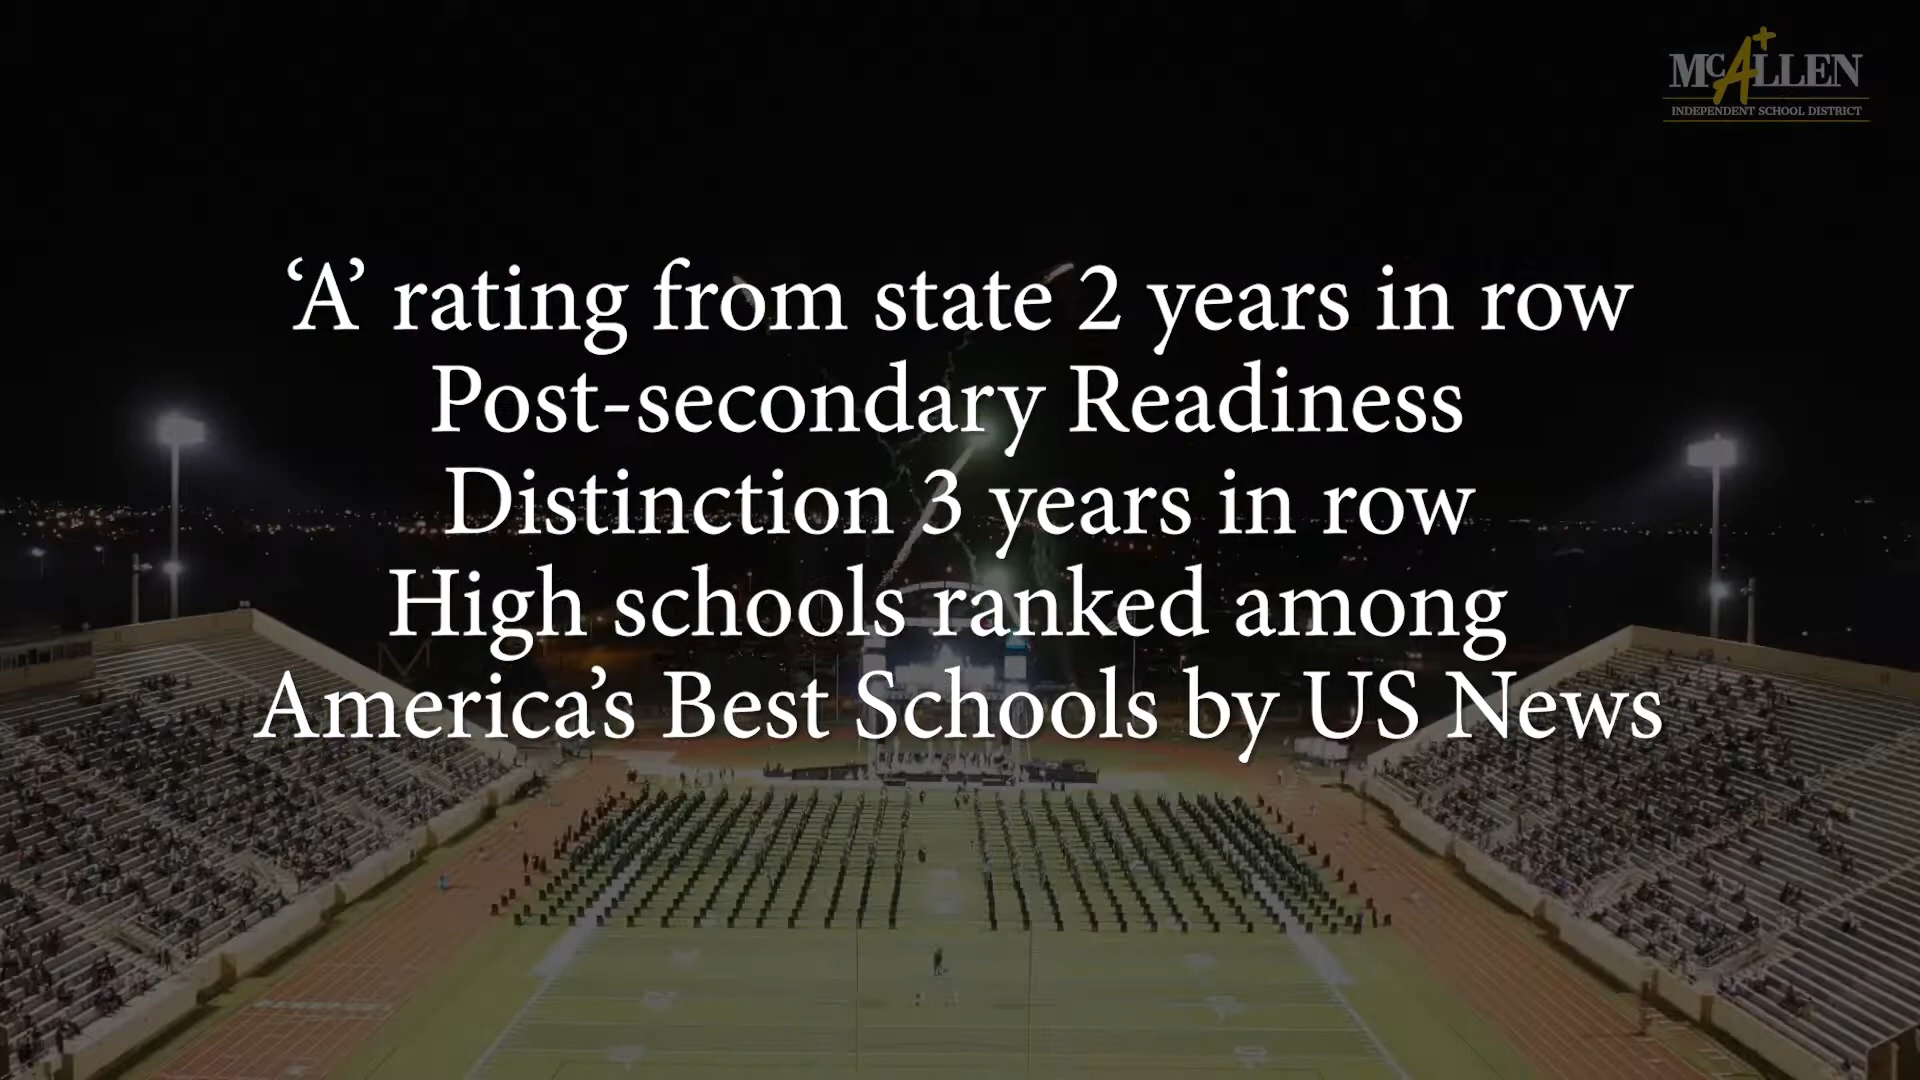 McALLEN
INDEPENDENT SCHOOL DISTRICT
‘A’ rating from state 2 years in row
Post-secondary Readiness
Distinction 3 years in row
High schools ranked among
America’s Best Schools by US News